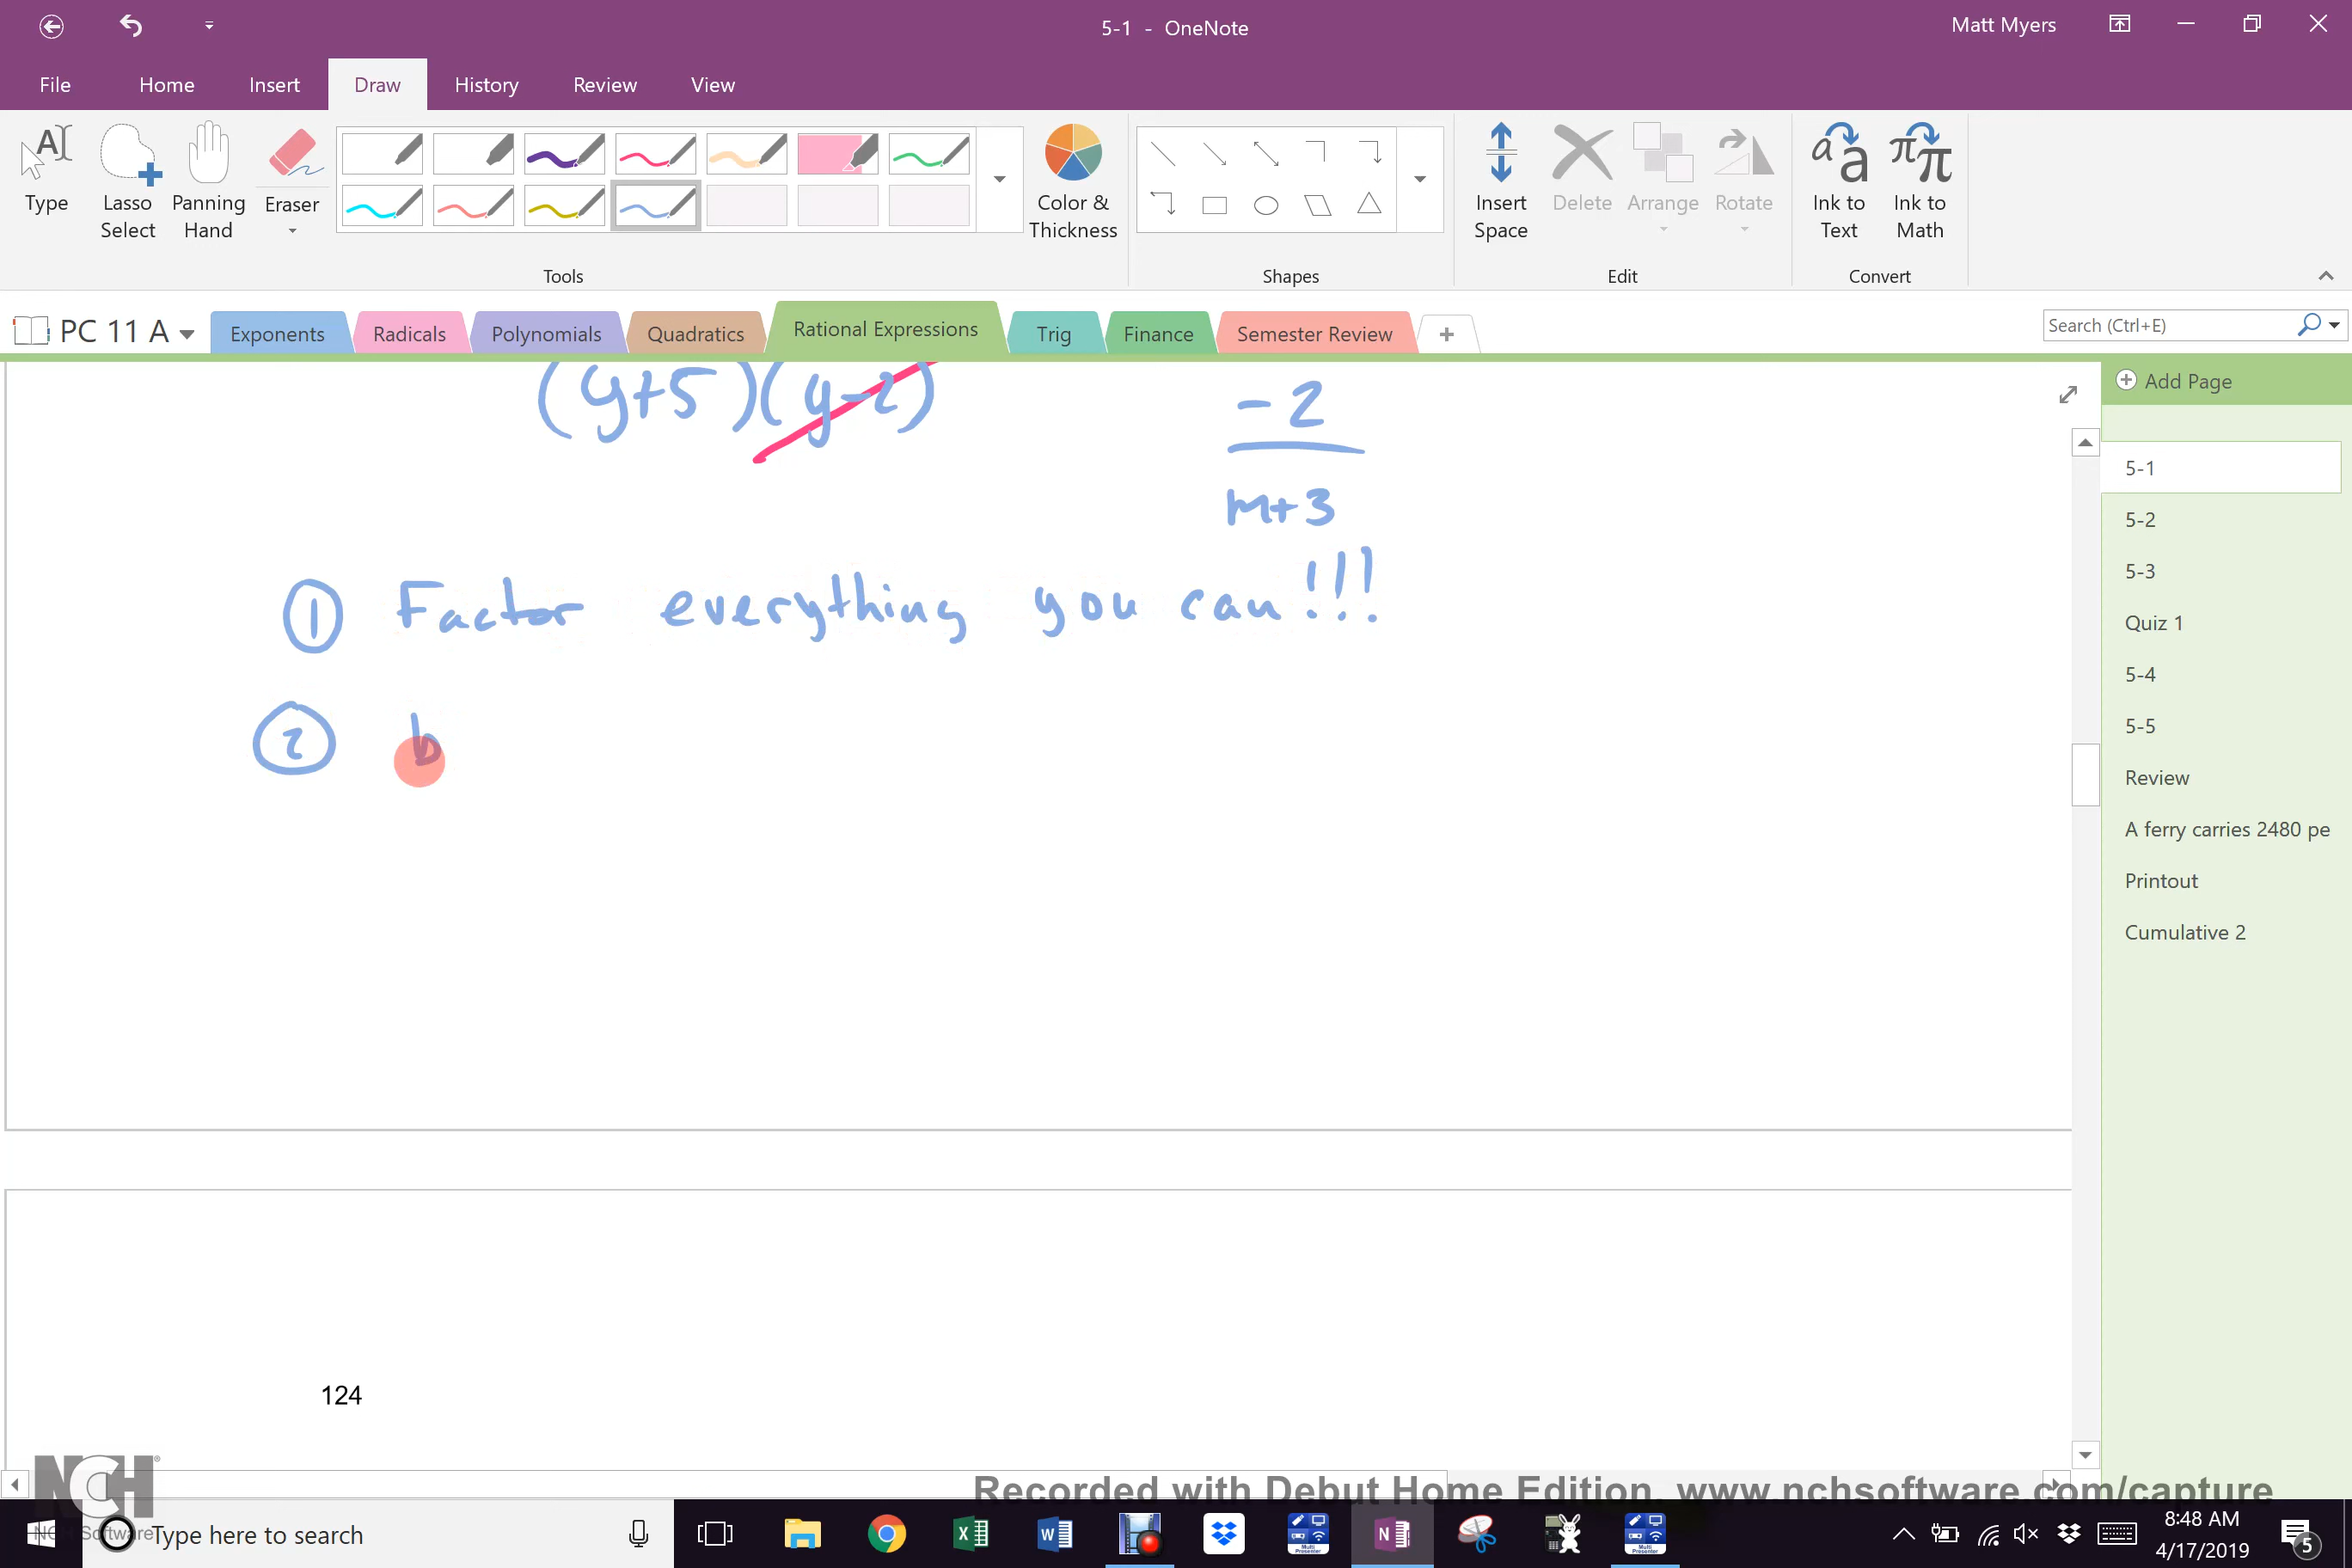 5-1 - OneNote
Matt Myers
File Home Insert Draw History Review View
Type
Lasso Select
Panning Hand
Eraser
Color & Thickness
Insert Space
Delete
Arrange
Rotate
Ink to Text
Ink to Math
Tools
Shapes
Edit
Convert
PC 11 A
Exponents
Radicals
Polynomials
Quadratics
Rational Expressions
Trig
Finance
Semester Review
Search (Ctrl+E)
(y+5)(y-2)
-2
m+3
① Factor everything you can!!!
② b
124
Add Page
5-1
5-2
5-3
Quiz 1
5-4
5-5
Review
A ferry carries 2480 pe
Printout
Cumulative 2
NCH
NCH Software
Recorded with Debut Home Edition. www.nchsoftware.com/capture
Type here to search
8:48 AM
4/17/2019
5